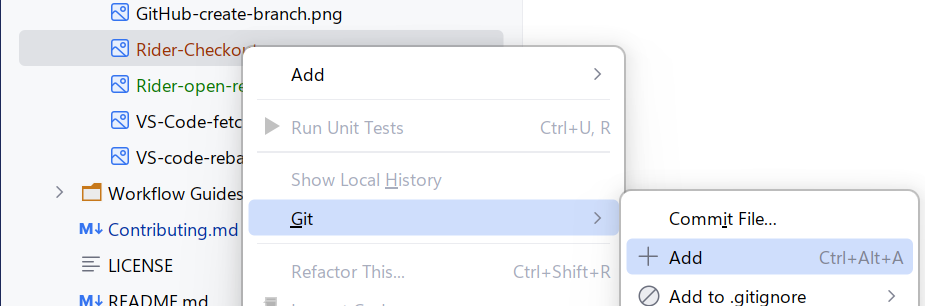 GitHub-create-branch.png
Rider-Checkout
Add
Rider-open-re
Run Unit Tests Ctrl+U, R
VS-Code-fetc
VS-code-reba
Show Local History
Workflow Guides
Git
Commit File...
Contributing.md
Add Ctrl+Alt+A
LICENSE
Refactor This... Ctrl+Shift+R
README.md
Add to .gitignore